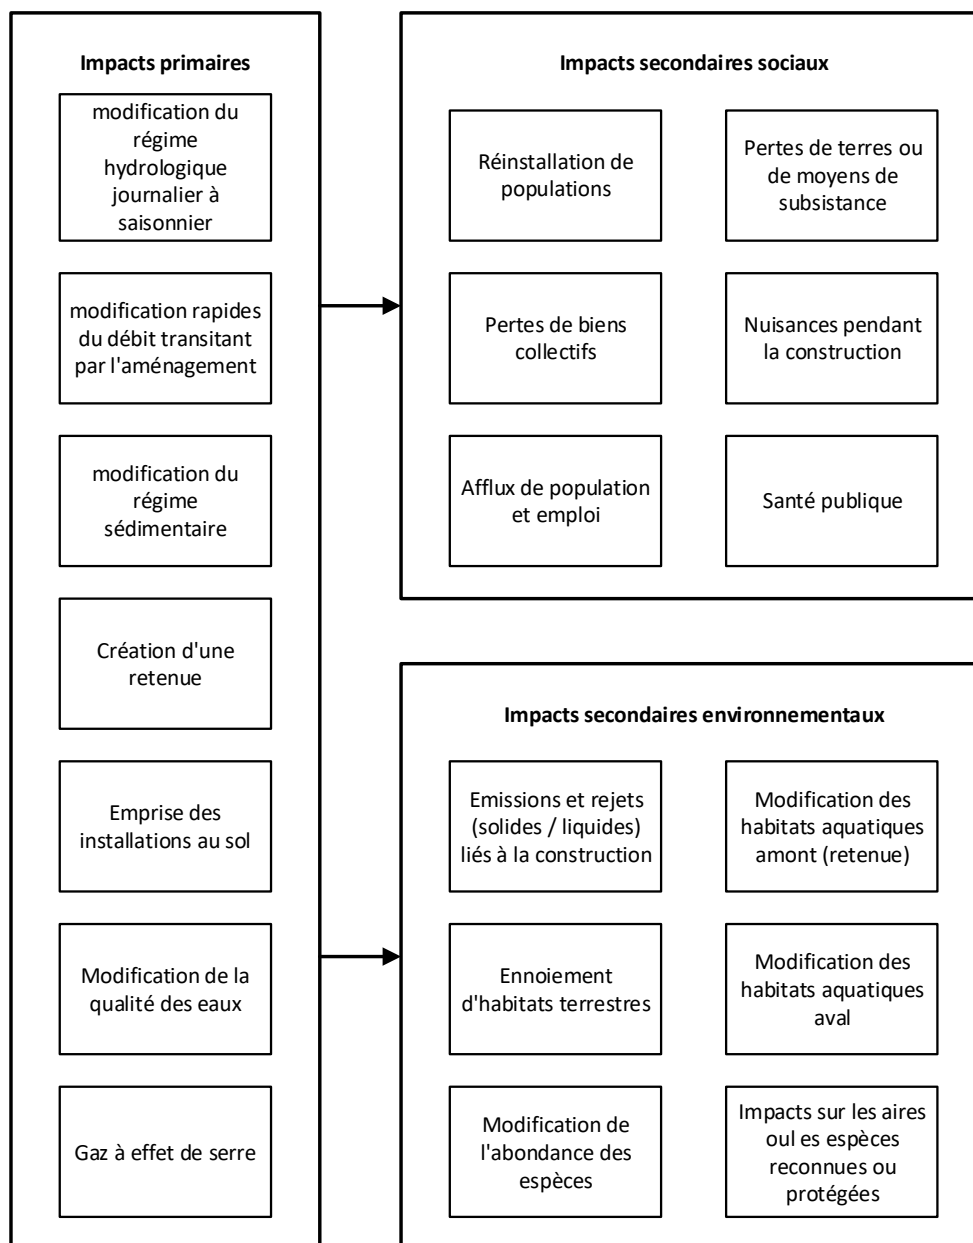 Impacts primaires
modification du
régime
hydrologique
journalier à
saisonnier
modification rapides
du débit transitant
par l'aménagement
modification du
régime
sédimentaire
Création d'une
retenue
Emprise des
installations au sol
Modification de la
qualité des eaux
Gaz à effet de serre
Impacts secondaires sociaux
Réinstallation de
populations
Pertes de terres ou
de moyens de
subsistance
Pertes de biens
collectifs
Nuisances pendant
la construction
Afflux de population
et emploi
Santé publique
Impacts secondaires environnementaux
Emissions et rejets
(solides / liquides)
liés à la construction
Modification des
habitats aquatiques
amont (retenue)
Ennoiement
d'habitats terrestres
Modification des
habitats aquatiques
aval
Modification de
l'abondance des
espèces
Impacts sur les aires
oul es espèces
reconnues ou
protégées